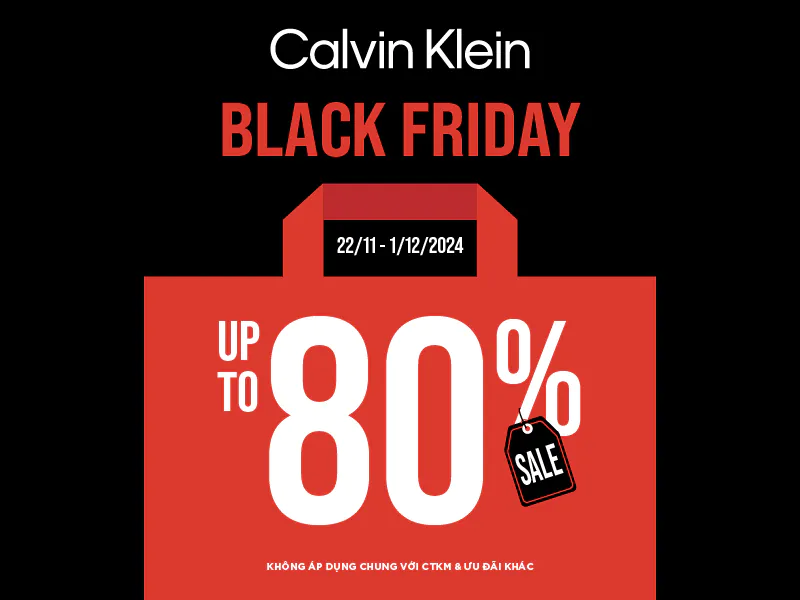 Calvin Klein
BLACK FRIDAY
22/11 - 1/12/2024
UP
TO
80%
SALE
KHÔNG ÁP DỤNG CHUNG VỚI CTKM & ƯU ĐÃI KHÁC